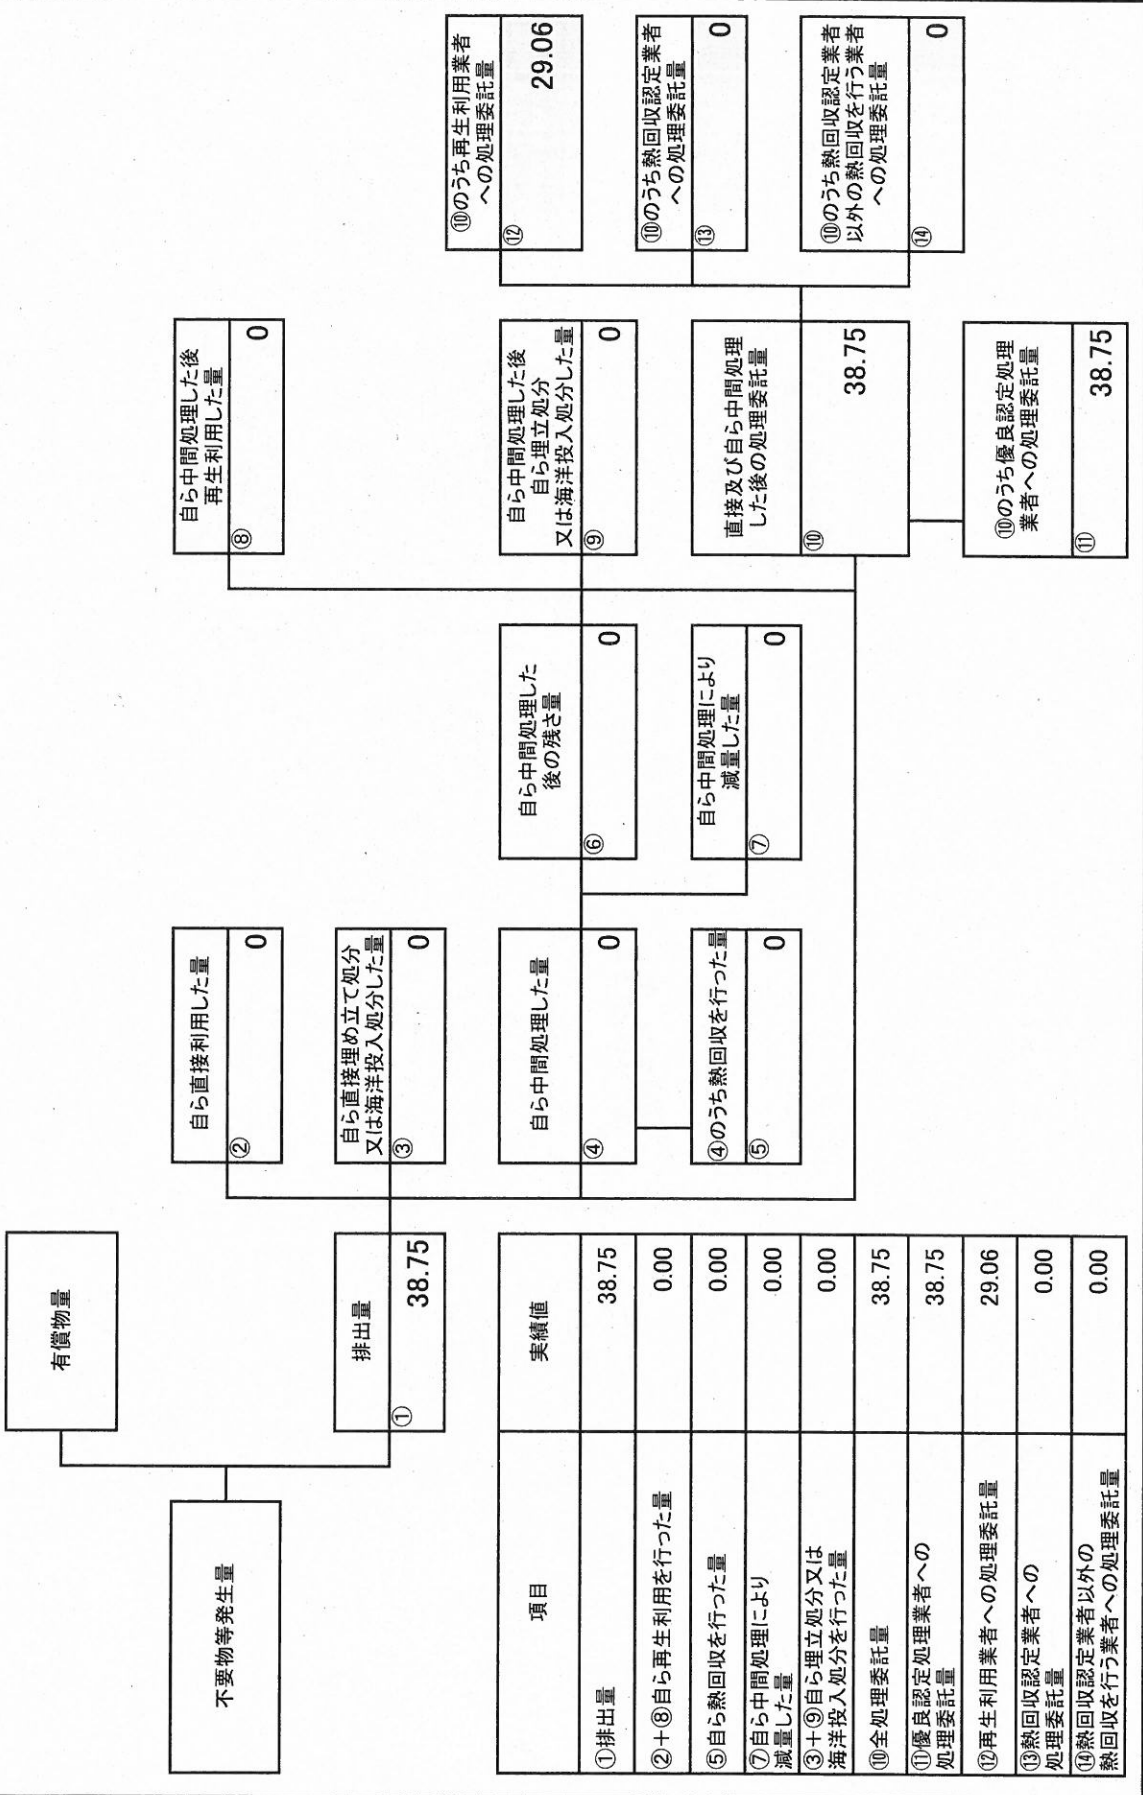 不要物等発生量
有償物量
排出量
①
38.75
自ら直接利用した量
②
0
自ら直接埋め立て処分
又は海洋投入処分した量
③
0
自ら中間処理した量
④
0
④のうち熱回収を行った量
⑤
0
自ら中間処理した
後の残さ量
⑥
0
自ら中間処理により
減量した量
⑦
0
自ら中間処理した後
再生利用した量
⑧
0
自ら中間処理した後
自ら埋立処分
又は海洋投入処分した量
⑨
0
直接及び自ら中間処理
した後の処理委託量
⑩
38.75
⑩のうち優良認定処理
業者への処理委託量
⑪
38.75
⑩のうち再生利用業者
への処理委託量
⑫
29.06
⑩のうち熱回収認定業者
への処理委託量
⑬
0
⑩のうち熱回収認定業者
以外の熱回収を行う業者
への処理委託量
⑭
0
項目
実績値
①排出量
38.75
②+⑧自ら再生利用を行った量
0.00
⑤自ら熱回収を行った量
0.00
⑦自ら中間処理により
減量した量
0.00
③+⑨自ら埋立処分又は
海洋投入処分を行った量
0.00
⑩全処理委託量
38.75
⑪優良認定処理業者への
処理委託量
38.75
⑫再生利用業者への処理委託量
29.06
⑬熱回収認定業者への
処理委託量
0.00
⑭熱回収認定業者以外の
熱回収を行う業者への処理委託量
0.00